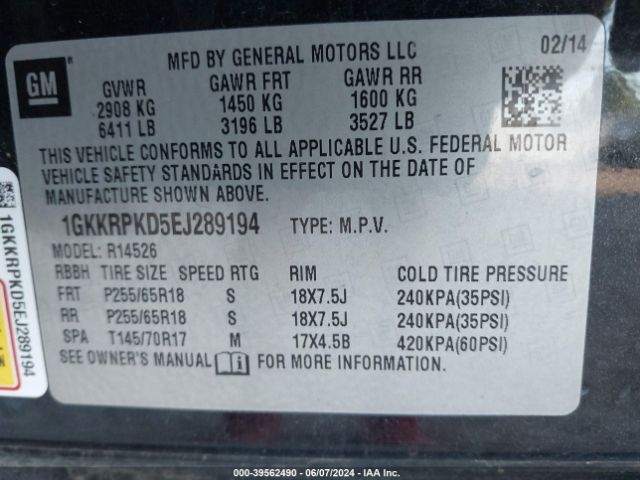 GM
MFD BY GENERAL MOTORS LLC
02/14
GVWR GAWR FRT GAWR RR
2908 KG 1450 KG 1600 KG
6411 LB 3196 LB 3527 LB
THIS VEHICLE CONFORMS TO ALL APPLICABLE U.S. FEDERAL MOTOR
VEHICLE SAFETY STANDARDS IN EFFECT ON THE DATE OF
MANUFACTURE SHOWN ABOVE.
1GKKRPKD5EJ289194 TYPE: M.P.V.
MODEL: R14526
RBBH TIRE SIZE SPEED RTG RIM COLD TIRE PRESSURE
FRT P255/65R18 S 18X7.5J 240KPA(35PSI)
RR P255/65R18 S 18X7.5J 240KPA(35PSI)
SPA T145/70R17 M 17X4.5B 420KPA(60PSI)
SEE OWNER'S MANUAL i FOR MORE INFORMATION.
1GKKRPKD5EJ289194
000-39562490 - 06/07/2024 - IAA Inc.